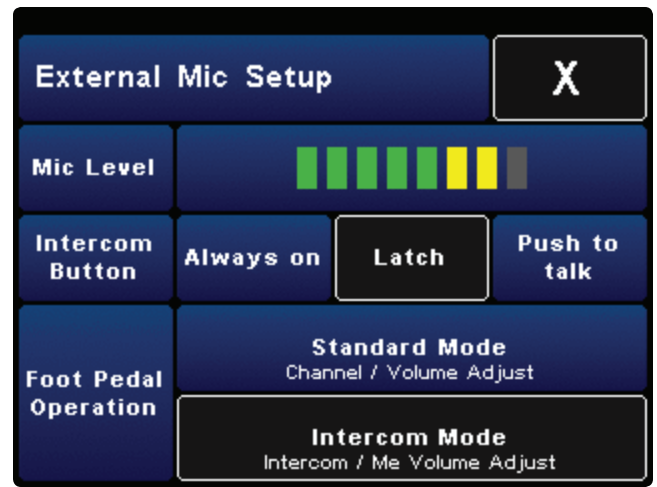 External Mic Setup
X
Mic Level
Intercom
Button
Always on
Latch
Push to
talk
Foot Pedal
Operation
Standard Mode
Channel / Volume Adjust
Intercom Mode
Intercom / Me Volume Adjust